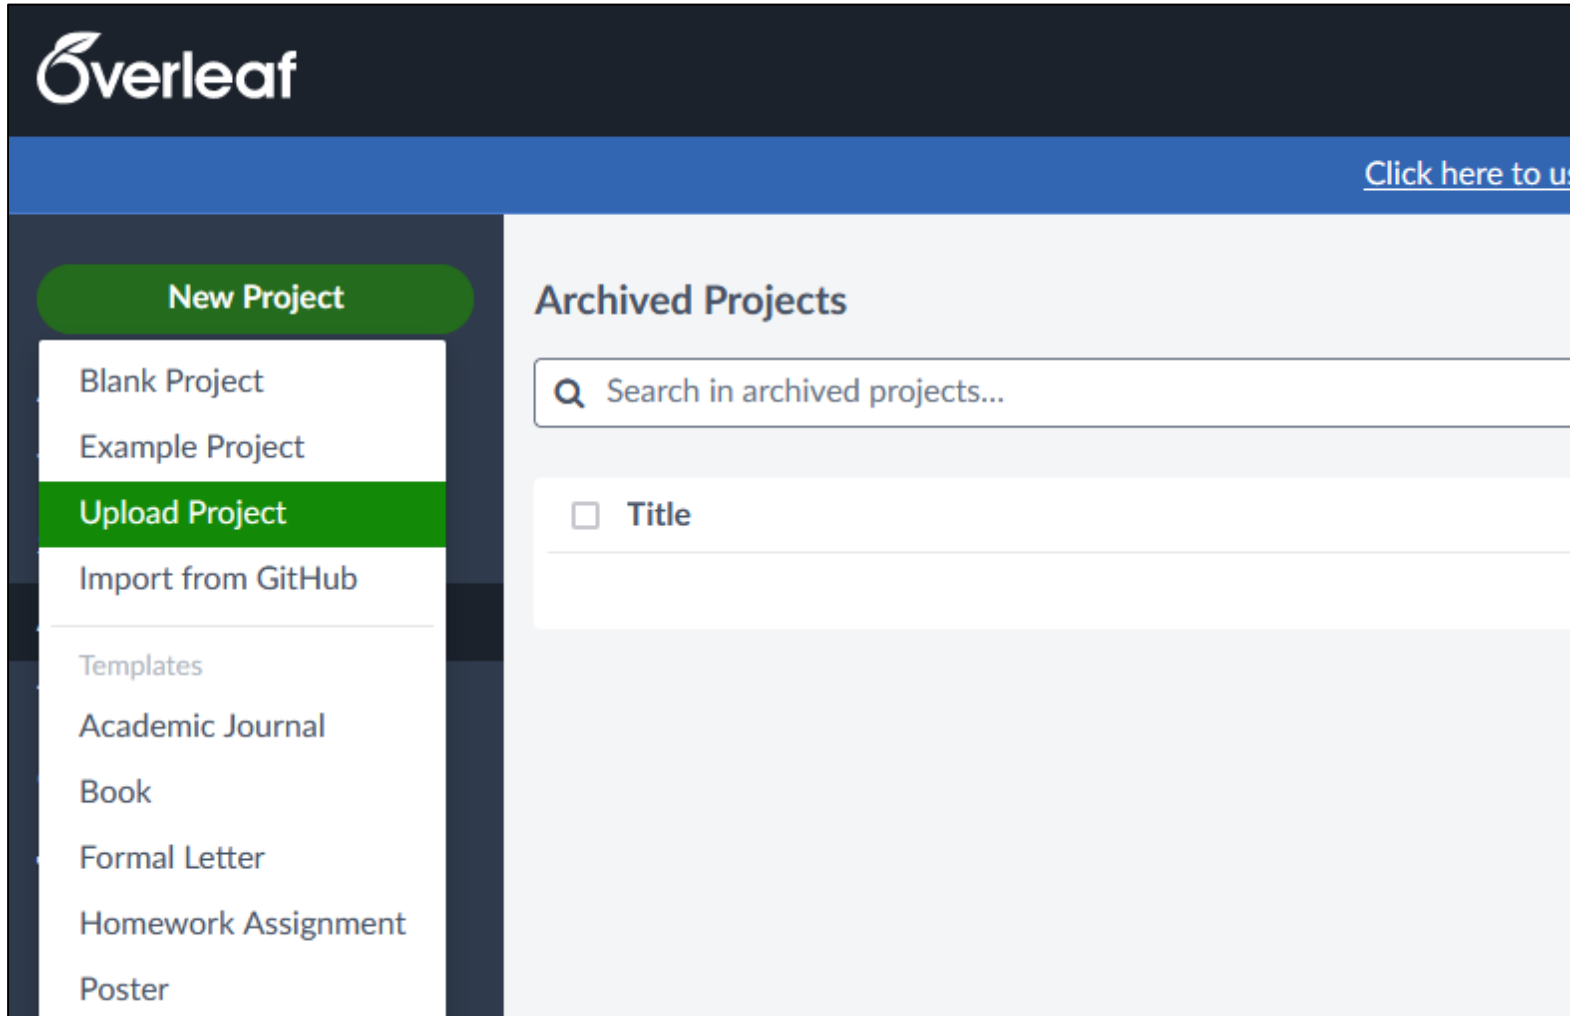 Overleaf
Click here to us
New Project
Blank Project
Example Project
Upload Project
Import from GitHub
Templates
Academic Journal
Book
Formal Letter
Homework Assignment
Poster
Archived Projects
Search in archived projects...
Title